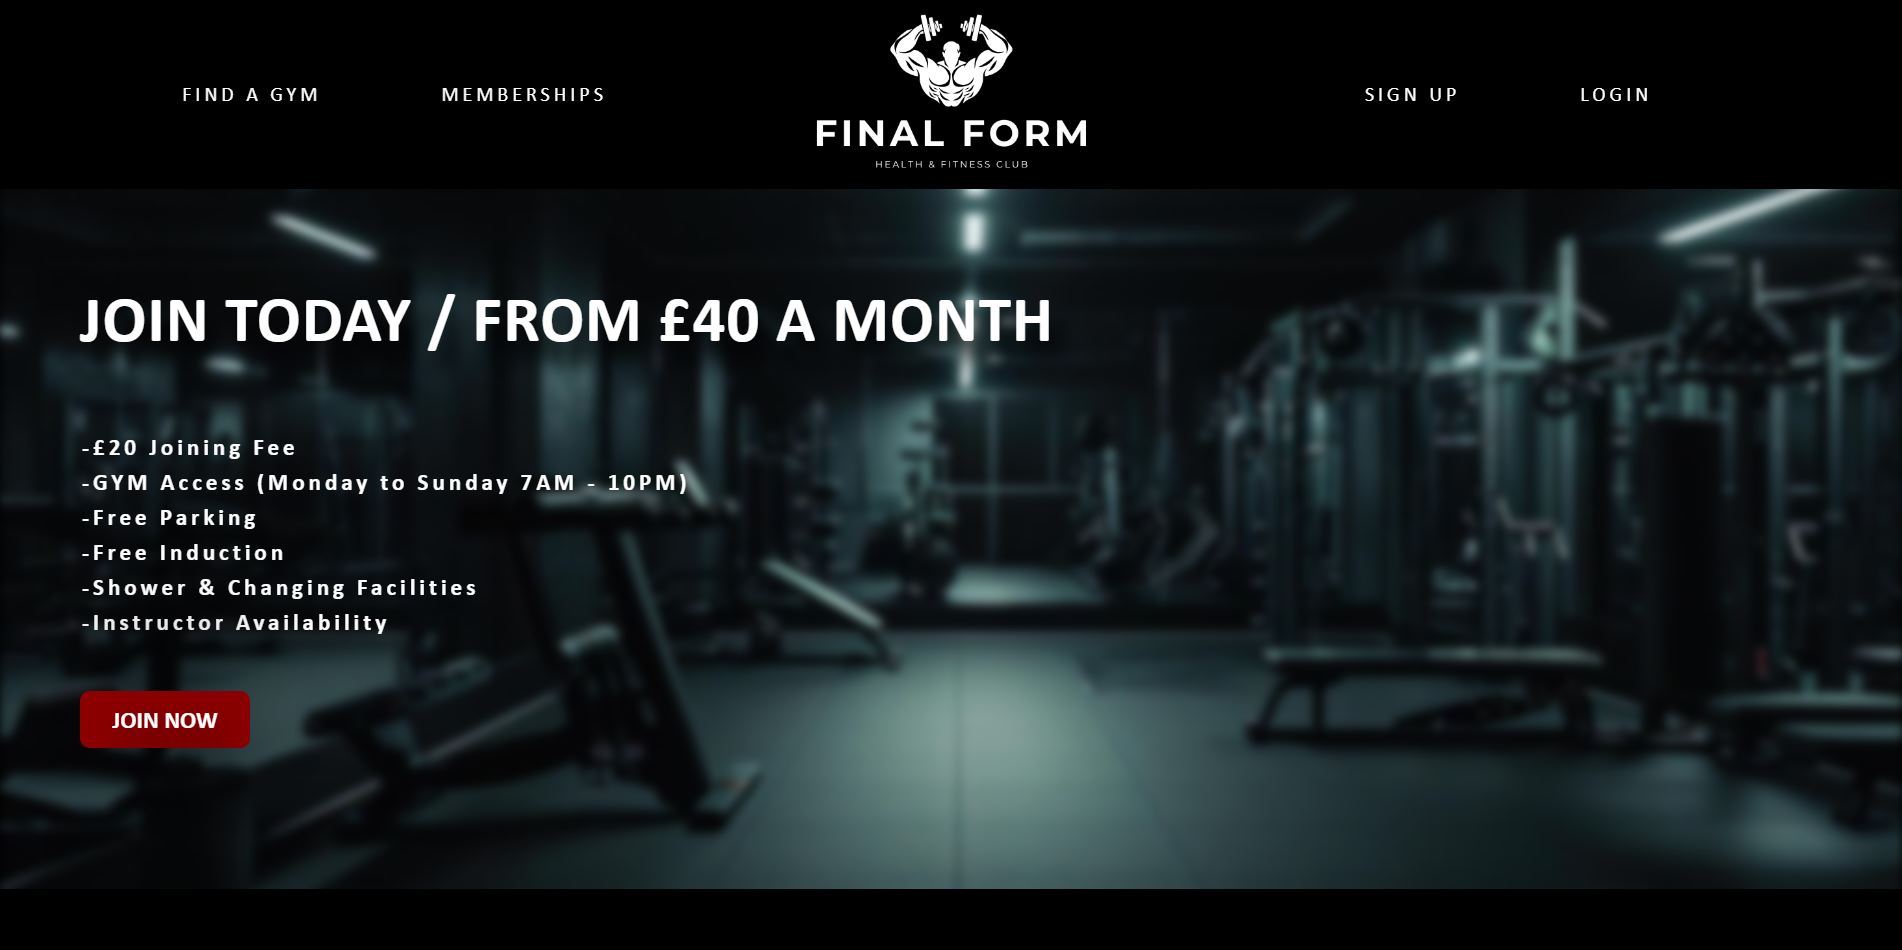 FIND A GYM
MEMBERSHIPS
FINAL FORM
HEALTH & FITNESS CLUB
SIGN UP
LOGIN
JOIN TODAY / FROM £40 A MONTH
-£20 Joining Fee
-GYM Access (Monday to Sunday 7AM - 10PM)
-Free Parking
-Free Induction
-Shower & Changing Facilities
-Instructor Availability
JOIN NOW